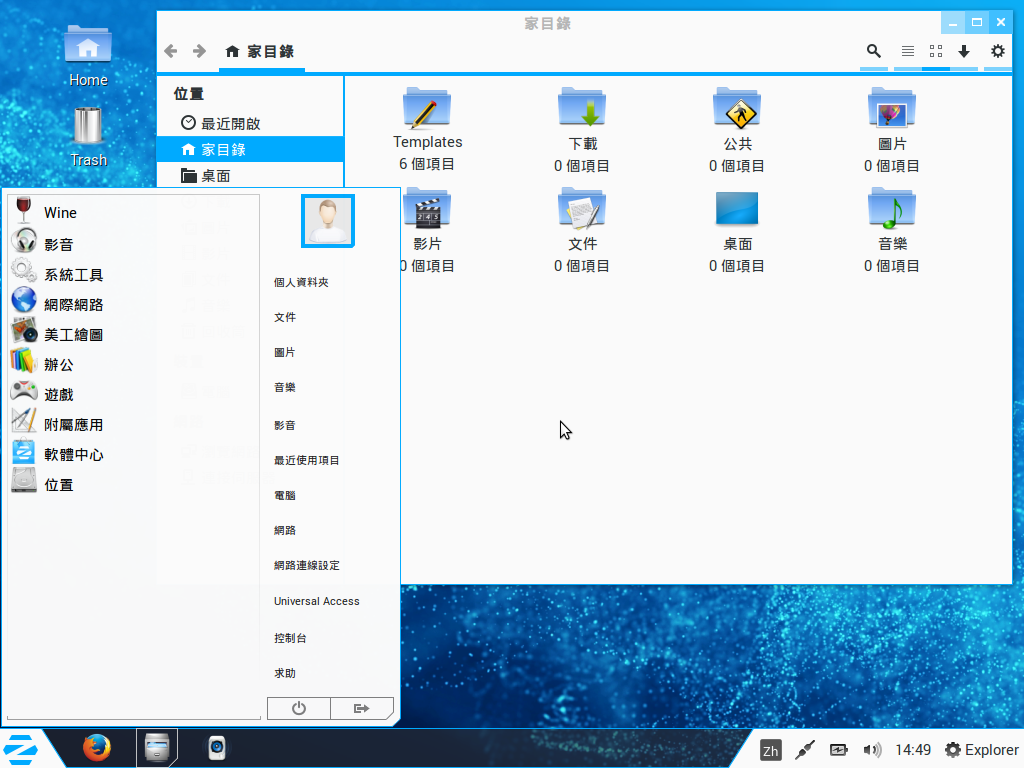 家目錄
Home
家目錄
Trash
位置
最近開啟
家目錄
桌面
Templates
6 個項目
下載
0 個項目
公共
0 個項目
圖片
0 個項目
影片
0 個項目
文件
0 個項目
桌面
0 個項目
音樂
0 個項目
Wine
影音
系統工具
網際網路
美工繪圖
辦公
遊戲
附屬應用
軟體中心
位置
個人資料夾
文件
圖片
音樂
影音
最近使用項目
電腦
網路
網路連線設定
Universal Access
控制台
求助
Zh
14:49
Explorer